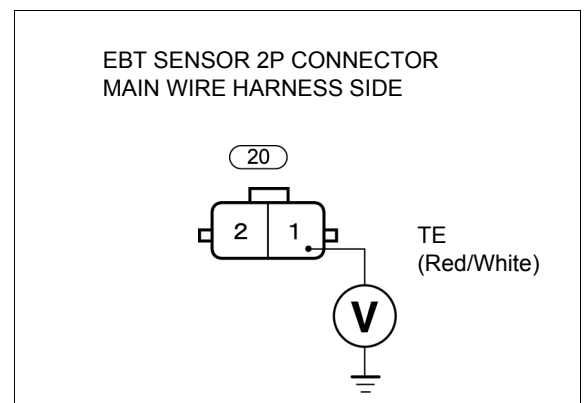 EBT SENSOR 2P CONNECTOR
MAIN WIRE HARNESS SIDE
20
2 1
TE
(Red/White)
V